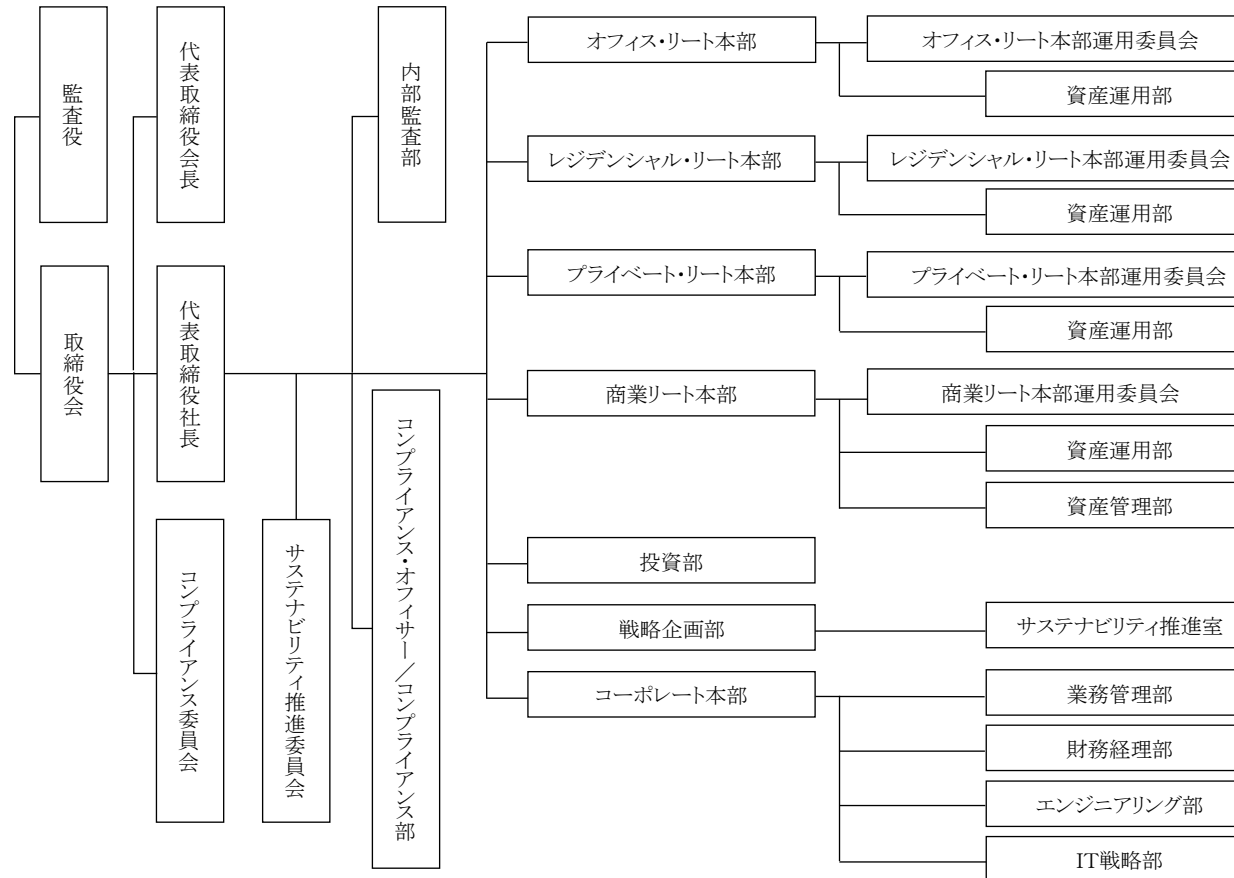 監査役
代表取締役会長
内部監査部
取締役会
代表取締役社長
コンプライアンス委員会
サステナビリティ推進委員会
コンプライアンス・オフィサー／コンプライアンス部
オフィス・リート本部
オフィス・リート本部運用委員会
資産運用部
レジデンシャル・リート本部
レジデンシャル・リート本部運用委員会
資産運用部
プライベート・リート本部
プライベート・リート本部運用委員会
資産運用部
商業リート本部
商業リート本部運用委員会
資産運用部
資産管理部
投資部
戦略企画部
サステナビリティ推進室
コーポレート本部
業務管理部
財務経理部
エンジニアリング部
IT戦略部